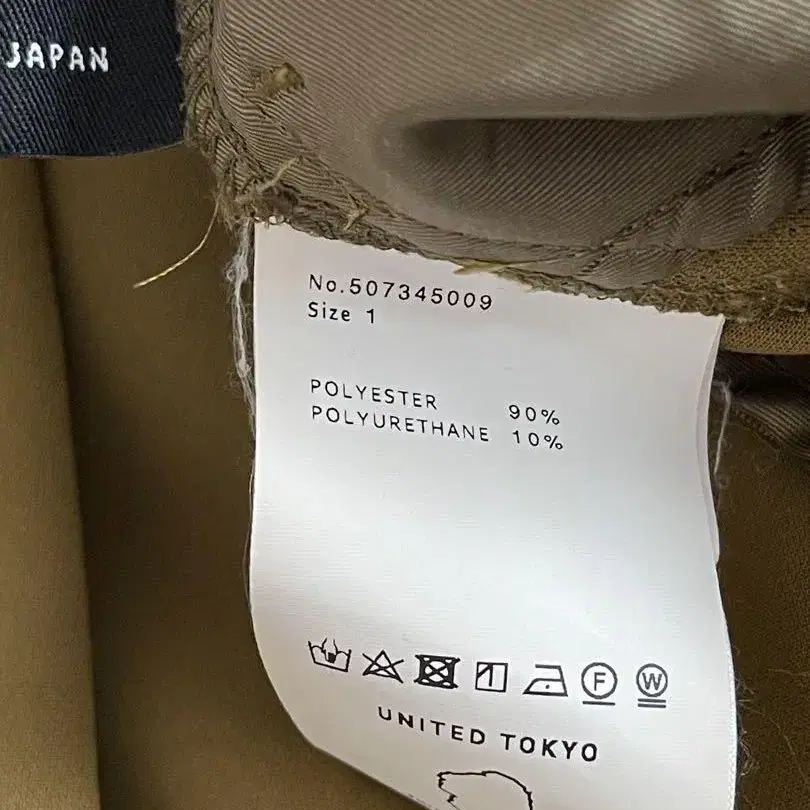 JAPAN
No.507345009
Size 1
POLYESTER 90%
POLYURETHANE 10%
F W
UNITED TOKYO